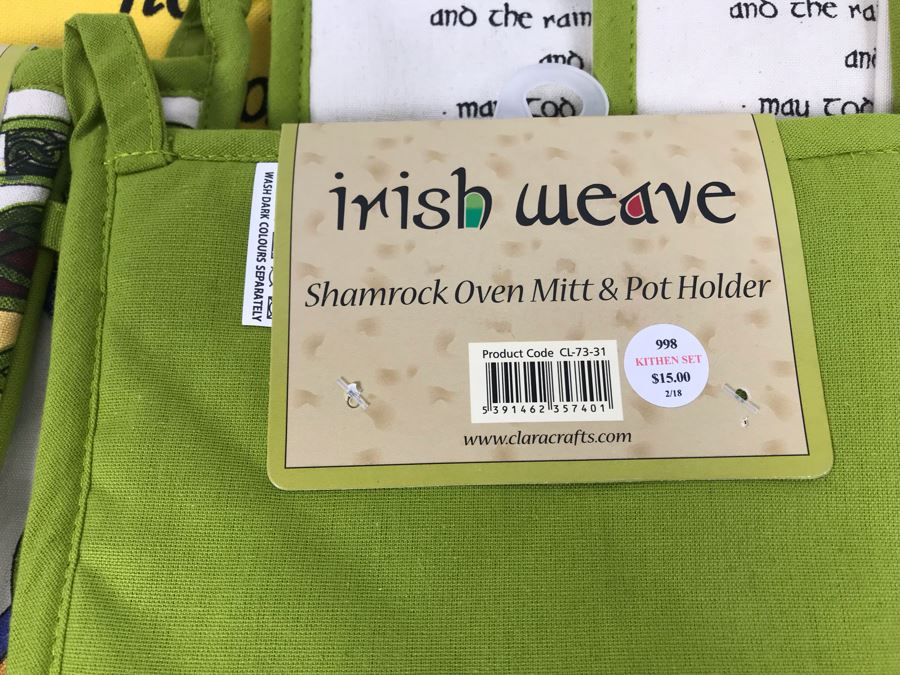 and the rain
and the ra
and
and
may God
may God
WASH DARK COLOURS SEPARATELY
irish weave
Shamrock Oven Mitt & Pot Holder
Product Code CL-73-31
5 391462 357401
998
KITHEN SET
$15.00
2/18
www.claracrafts.com